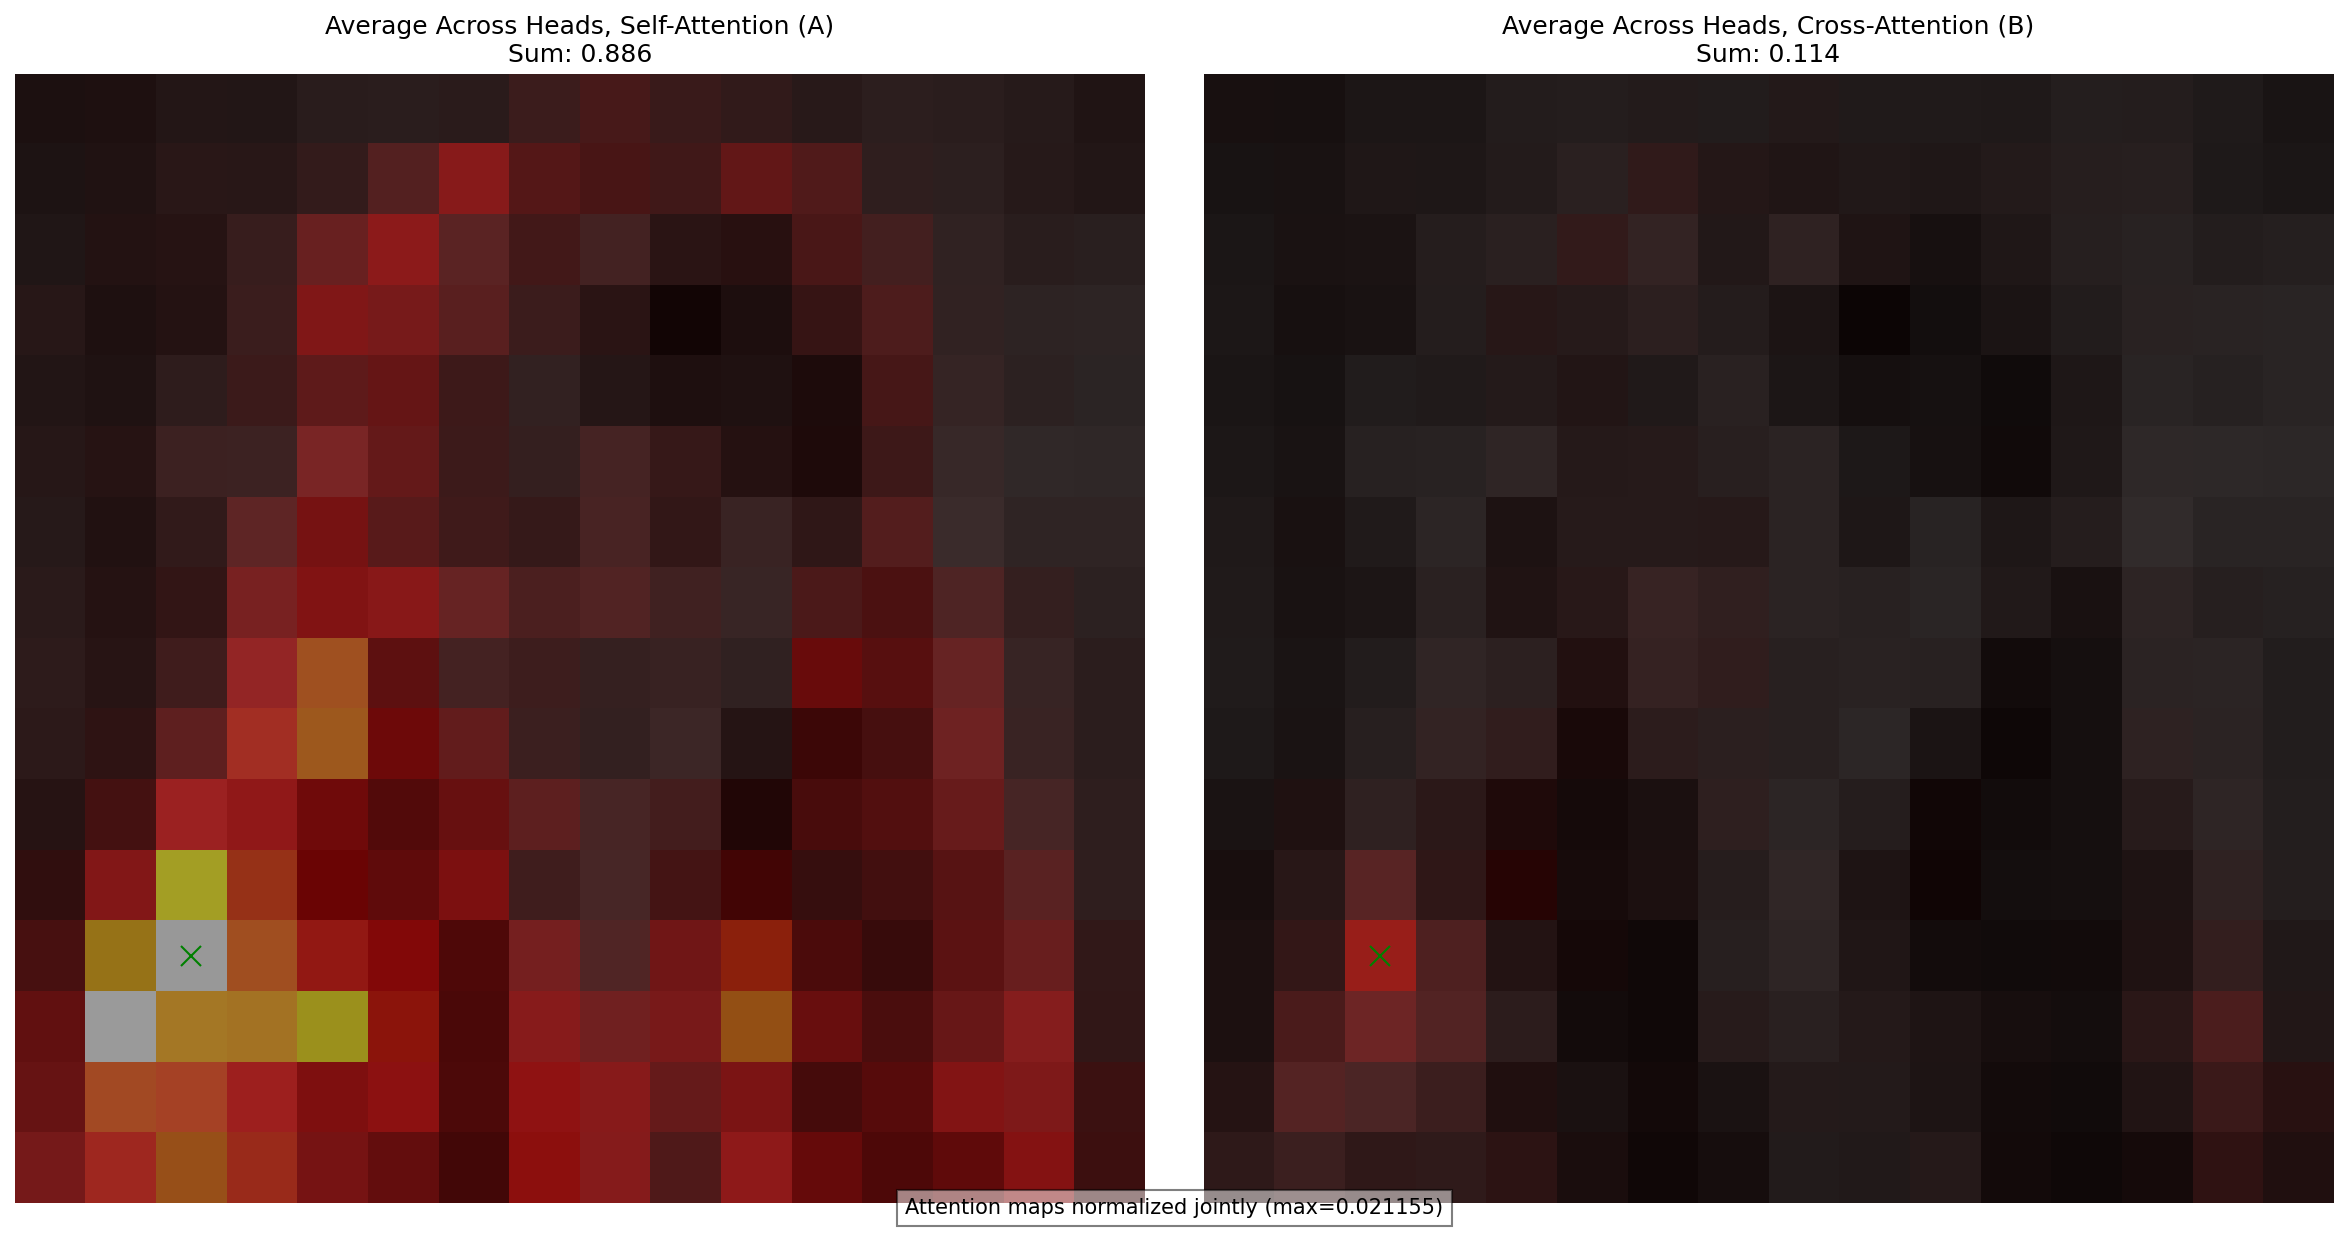 Average Across Heads, Self-Attention (A)
Sum: 0.886
Average Across Heads, Cross-Attention (B)
Sum: 0.114
Attention maps normalized jointly (max=0.021155)